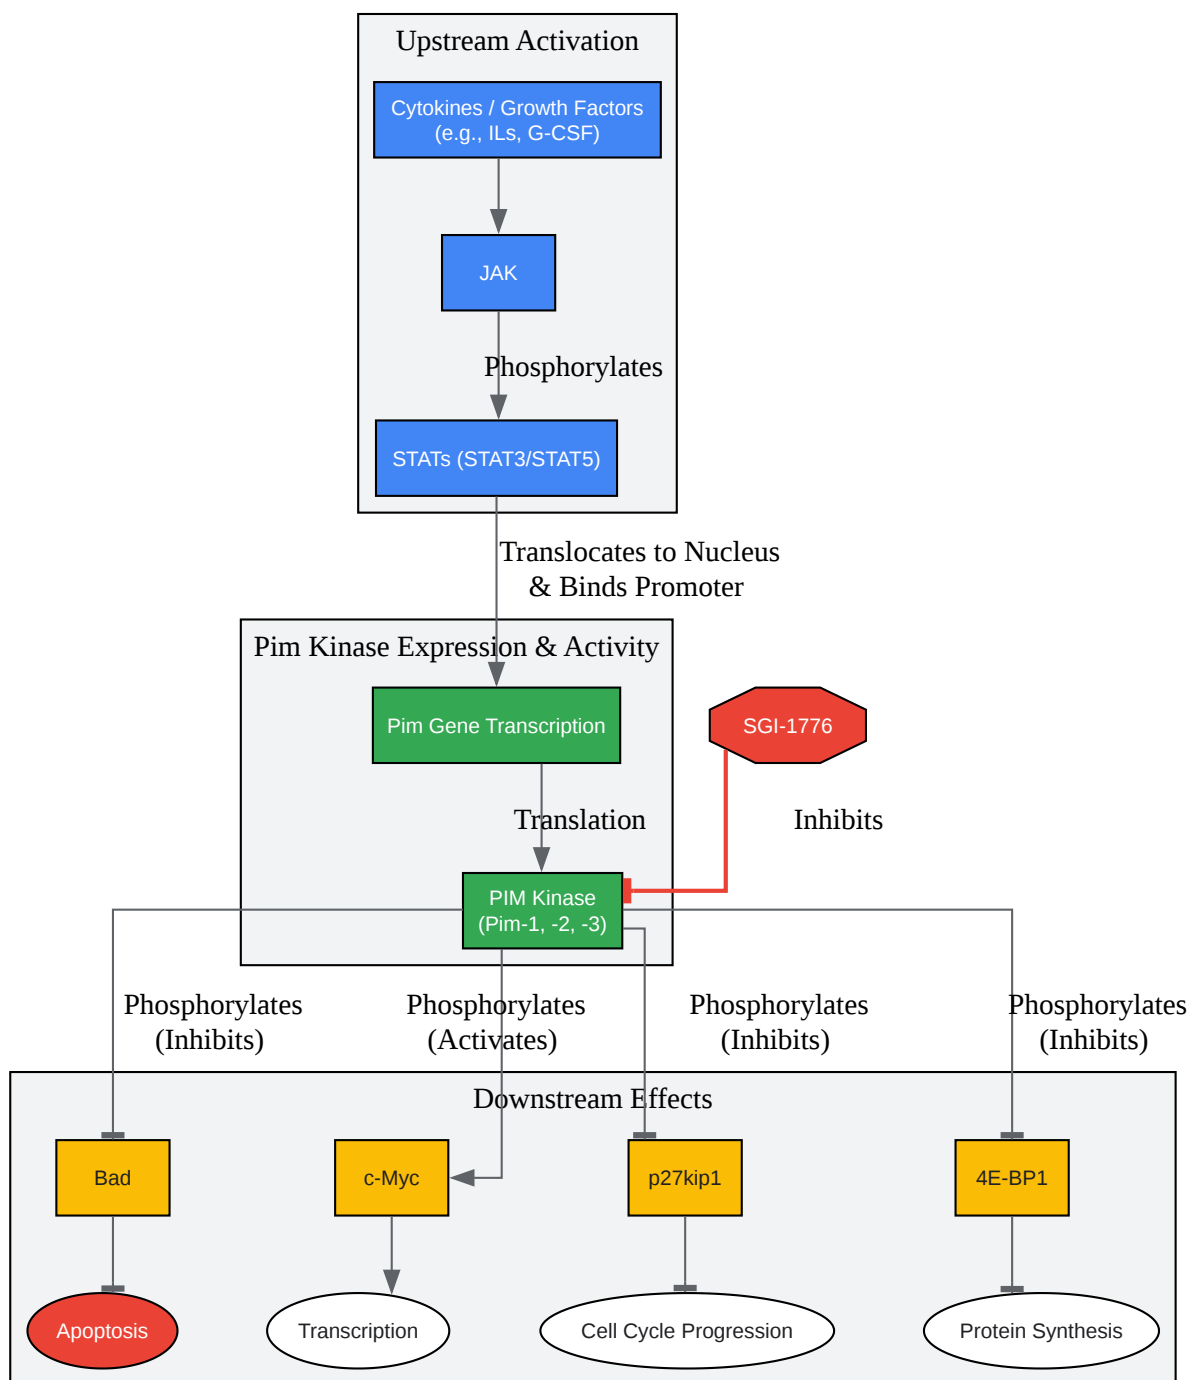 Upstream Activation
Cytokines / Growth Factors
(e.g., ILs, G-CSF)
JAK
Phosphorylates
STATs (STAT3/STAT5)
Translocates to Nucleus
& Binds Promoter
Pim Kinase Expression & Activity
Pim Gene Transcription
SGI-1776
Translation
Inhibits
PIM Kinase
(Pim-1, -2, -3)
Phosphorylates
(Inhibits)
Phosphorylates
(Activates)
Phosphorylates
(Inhibits)
Phosphorylates
(Inhibits)
Downstream Effects
Bad
c-Myc
p27kip1
4E-BP1
Apoptosis
Transcription
Cell Cycle Progression
Protein Synthesis